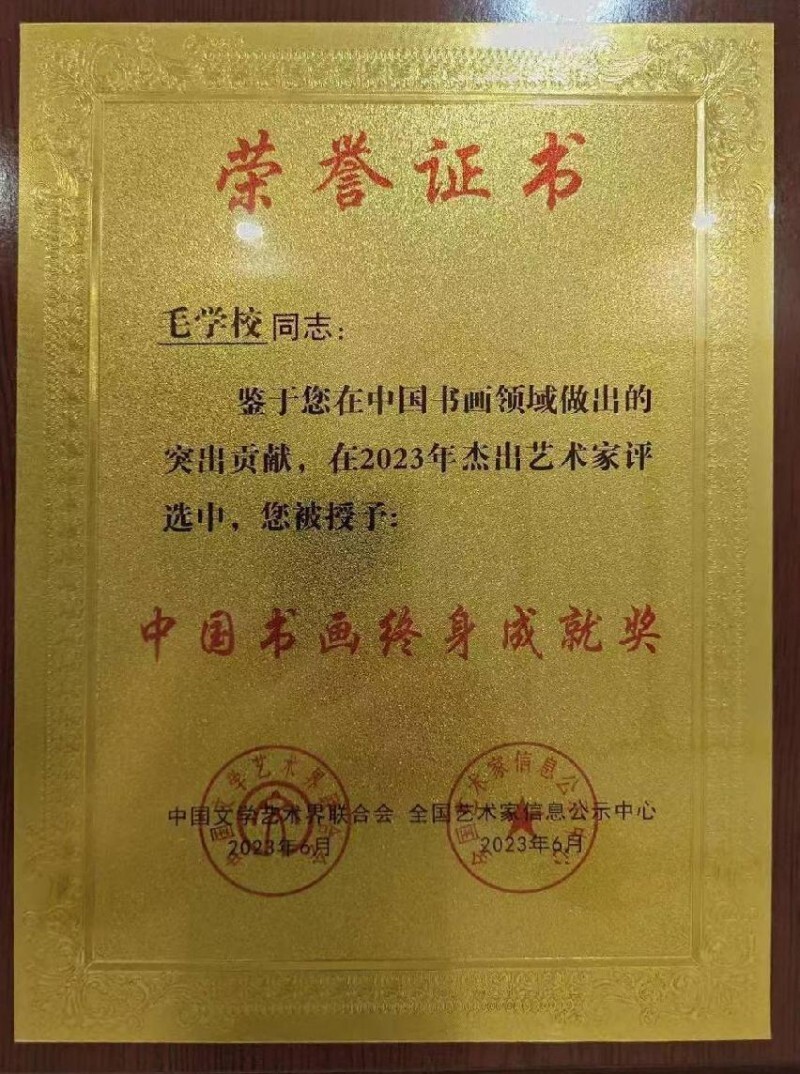 荣誉证书
毛学校同志：
鉴于您在中国书画领域做出的
突出贡献，在2023年杰出艺术家评
选中，您被授予：
中国书画终身成就奖
中国文学艺术界联合会 全国艺术家信息公示中心
2023年6月 2023年6月